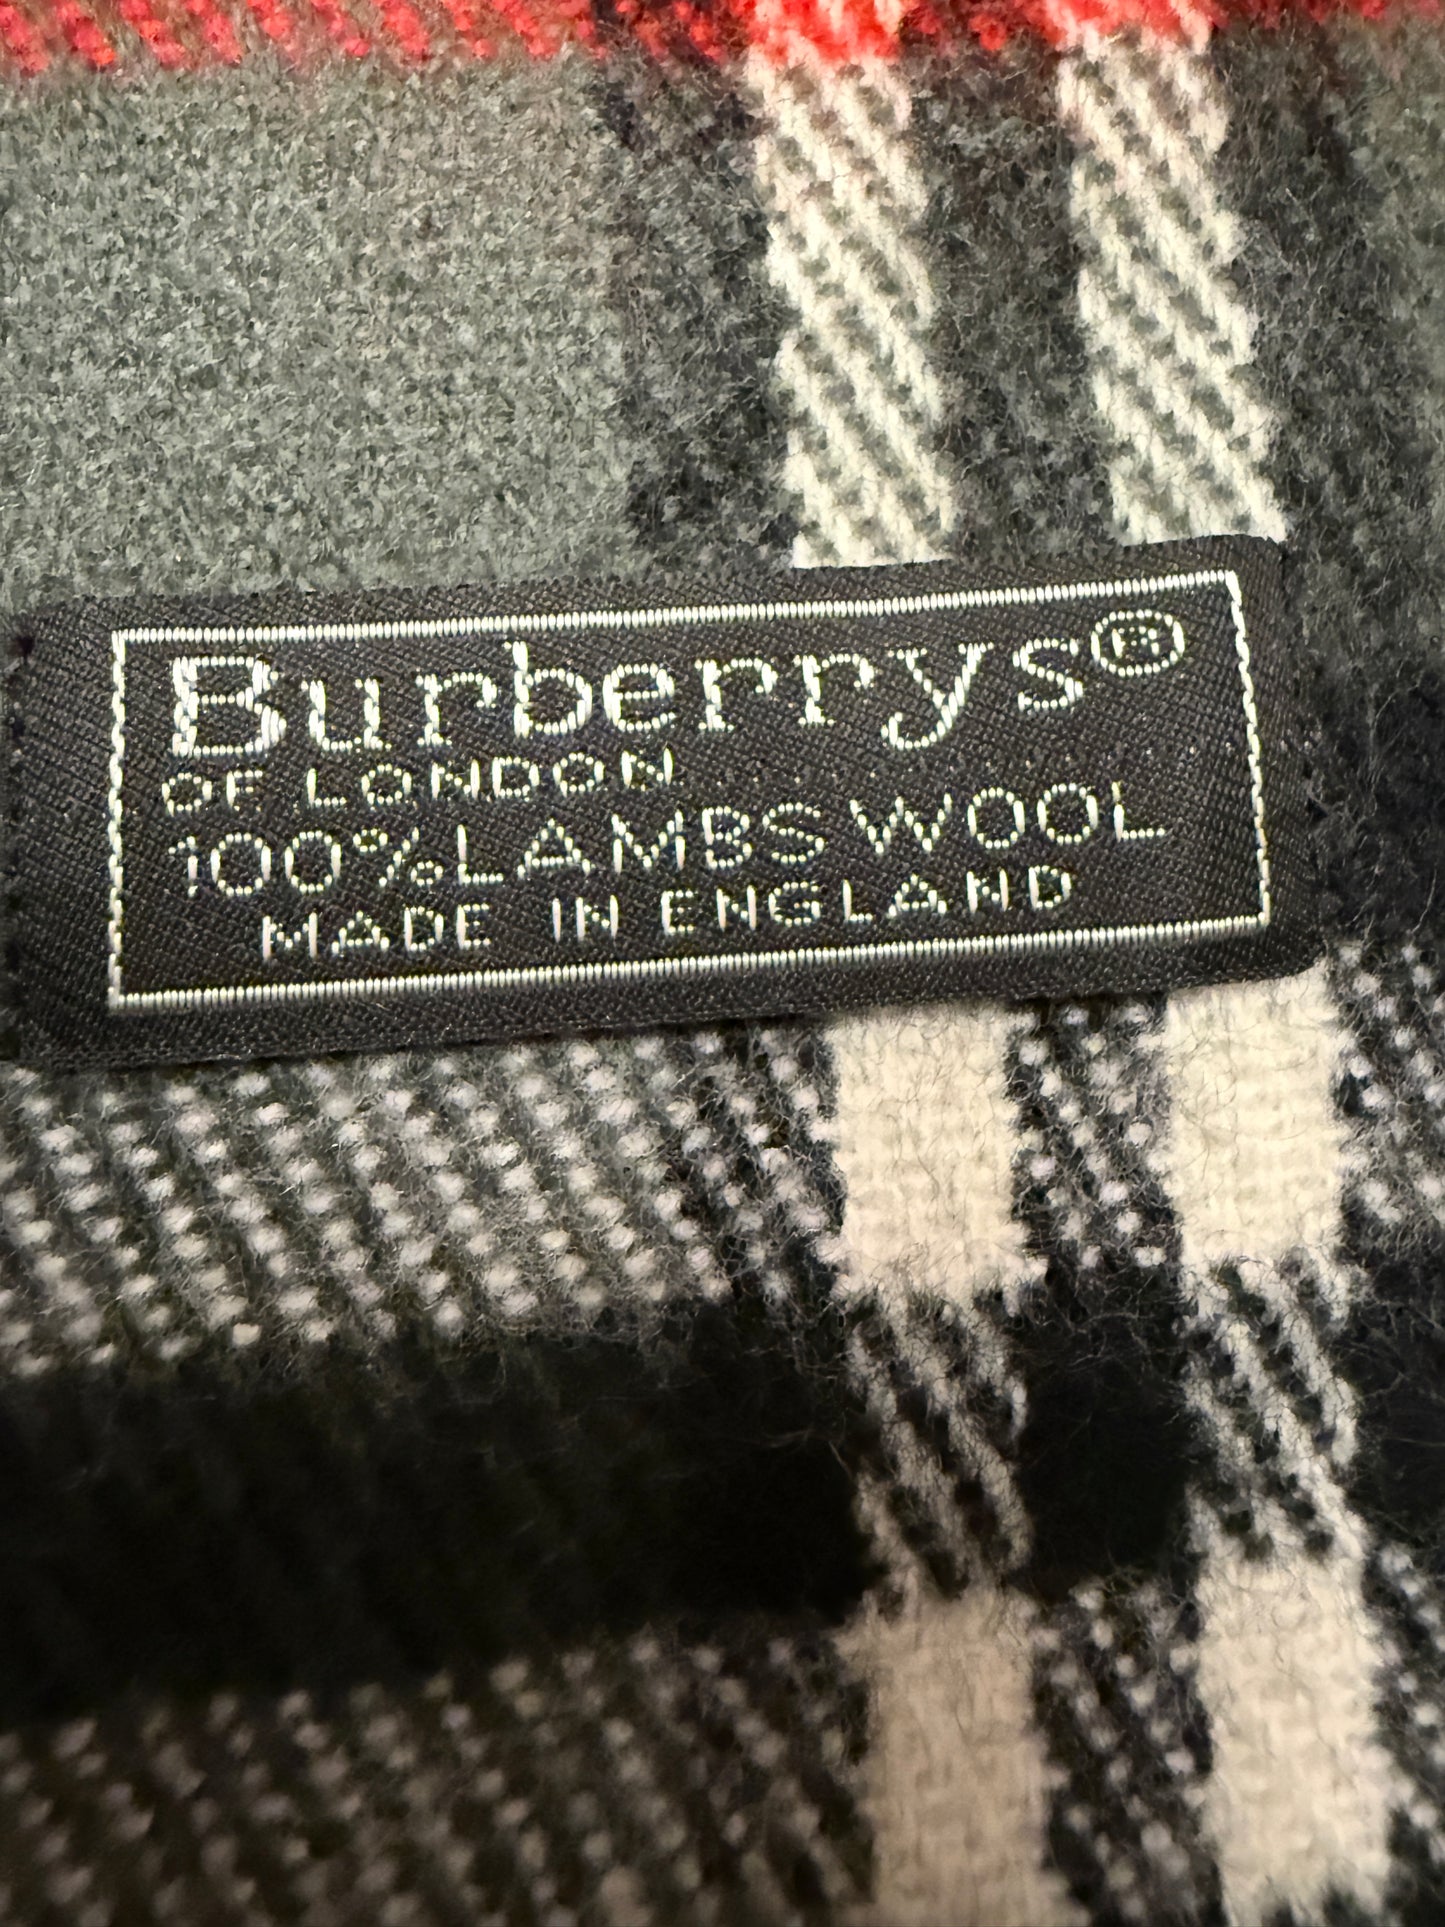 Burberrys®
OF LONDON
100% LAMBSWOOL
MADE IN ENGLAND